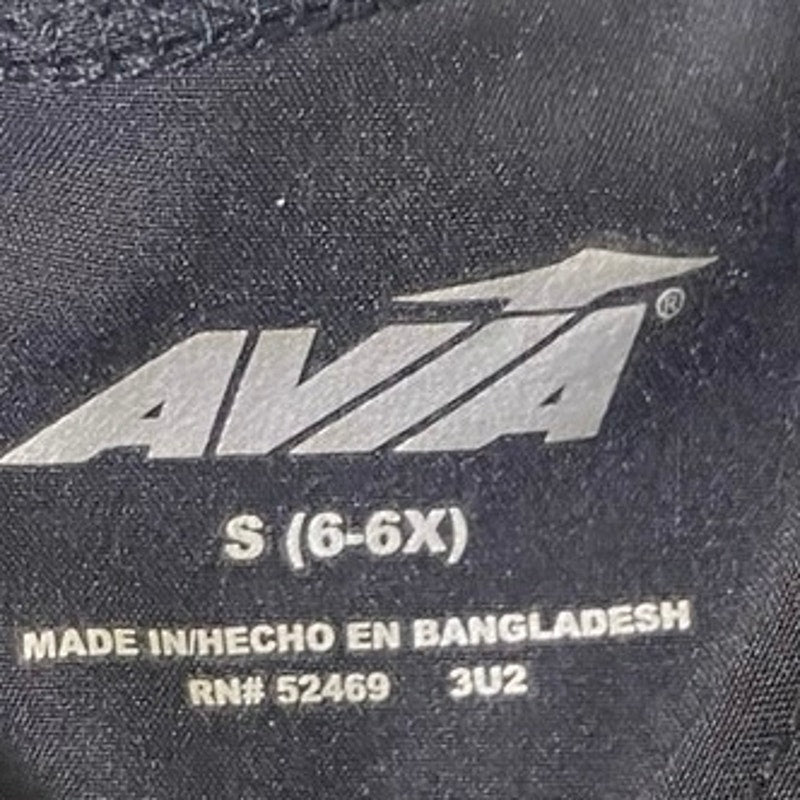 AVIA®
S (6-6X)
MADE IN/HECHO EN BANGLADESH
RN# 52469 3U2